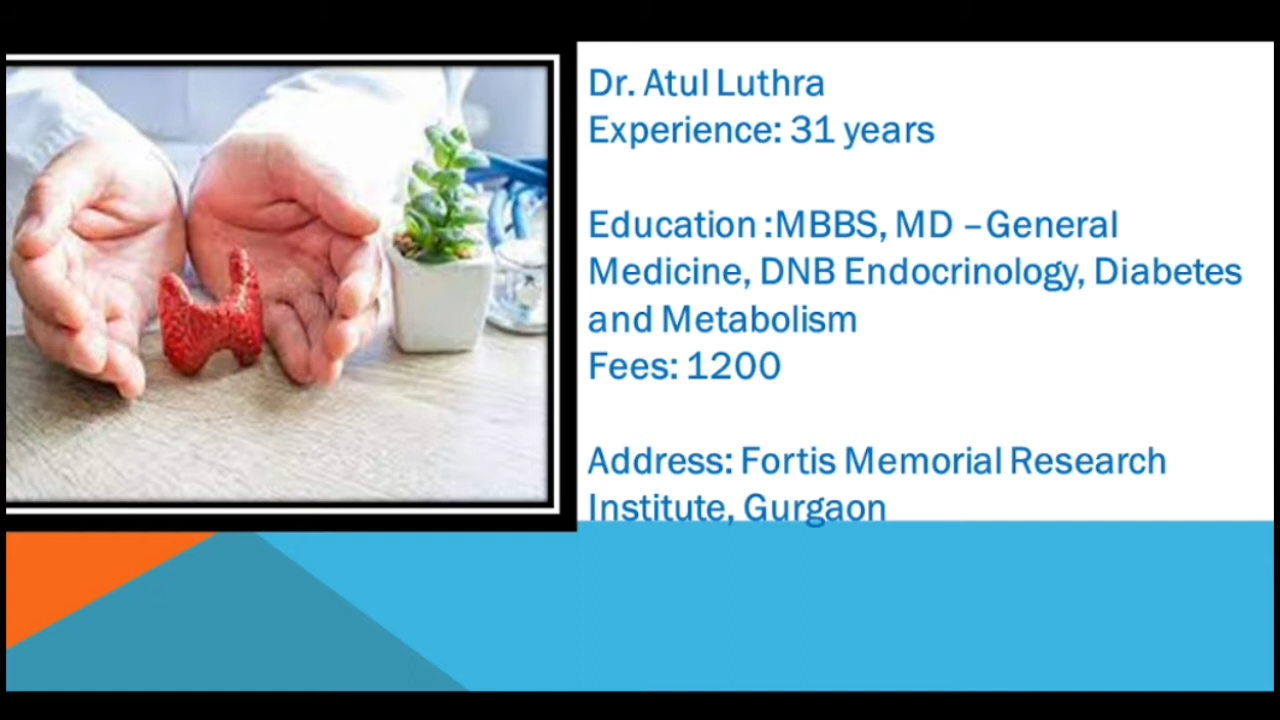 Dr. Atul Luthra
Experience: 31 years
Education :MBBS, MD – General
Medicine, DNB Endocrinology, Diabetes
and Metabolism
Fees: 1200
Address: Fortis Memorial Research
Institute, Gurgaon